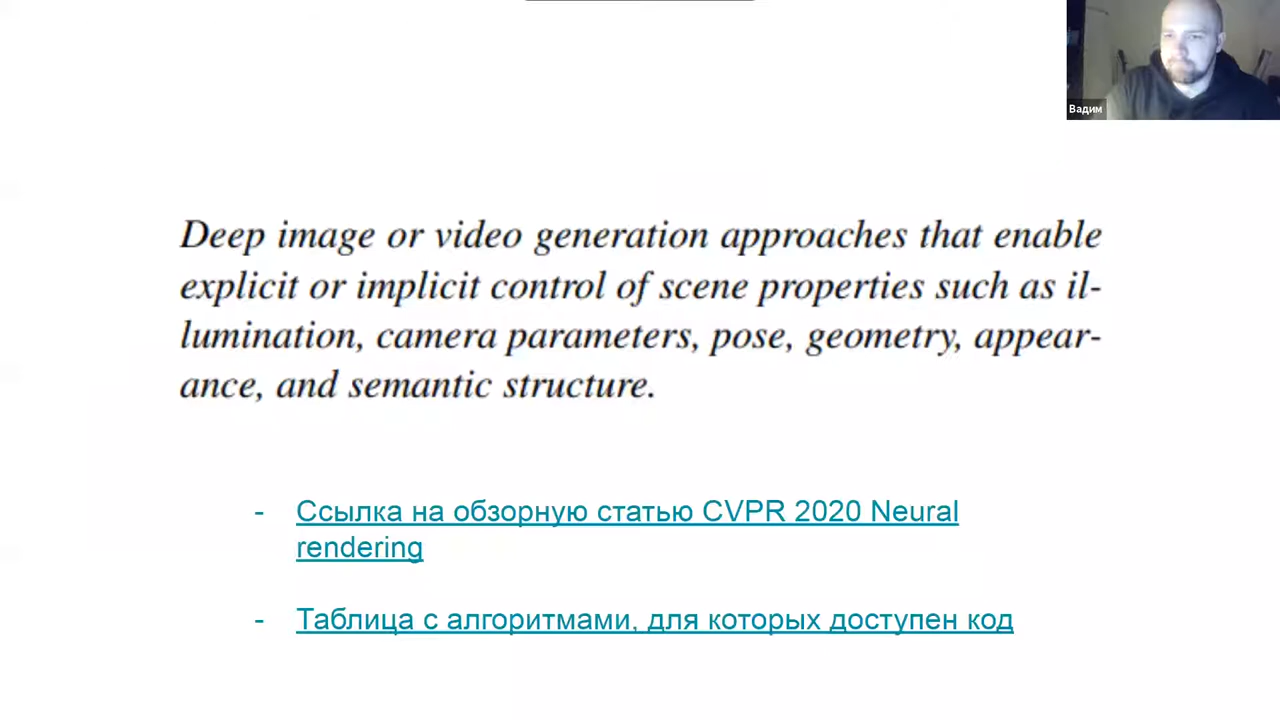 Вадим
Deep image or video generation approaches that enable
explicit or implicit control of scene properties such as il-
lumination, camera parameters, pose, geometry, appear-
ance, and semantic structure.
- Ссылка на обзорную статью CVPR 2020 Neural
rendering
- Таблица с алгоритмами, для которых доступен код